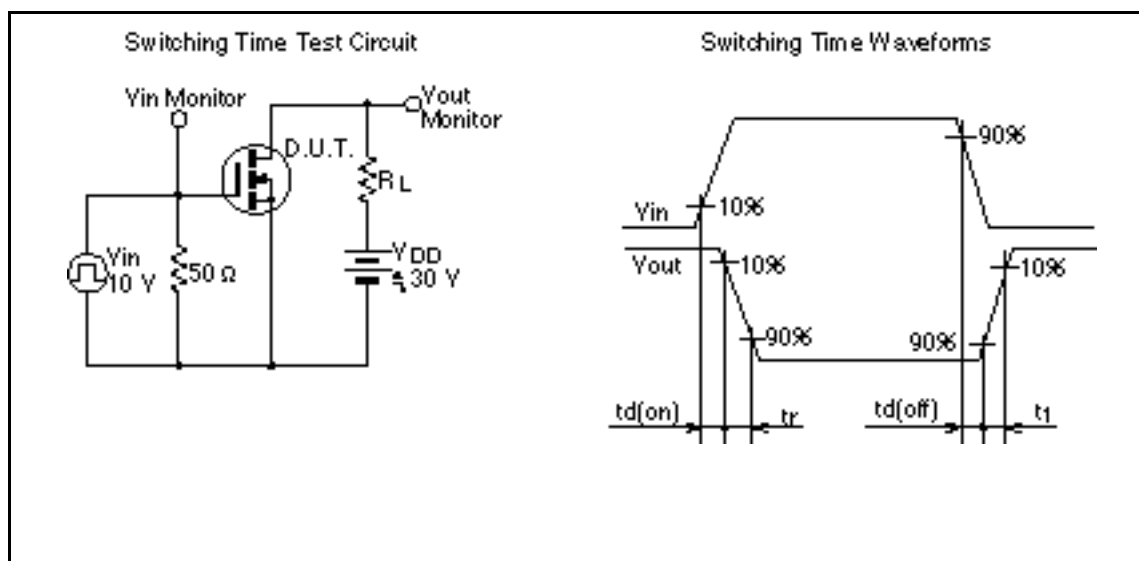 Switching Time Test Circuit
Vin Monitor
Vout
Monitor
D.U.T.
RL
Vin
10 V
50 Ω
VDD
30 V
Switching Time Waveforms
Vin
10%
90%
Vout
10%
90%
90%
10%
td(on)
tr
td(off)
tf